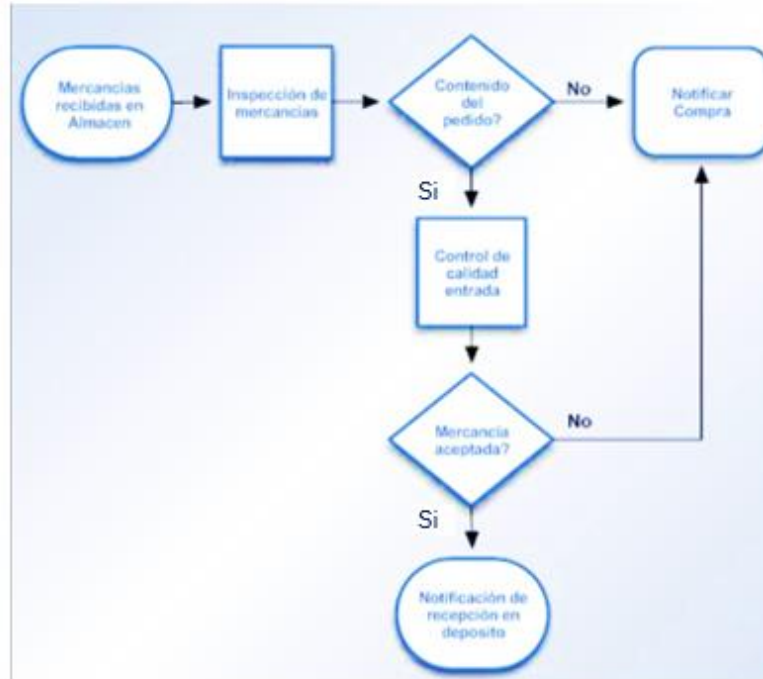 Mercancias
recibidas en
Almacen
Inspección de
mercancias
Contenido
del
pedido?
No
Notificar
Compra
Si
Control de
calidad
entrada
Mercancía
aceptada?
No
Si
Notificación de
recepción en
deposito